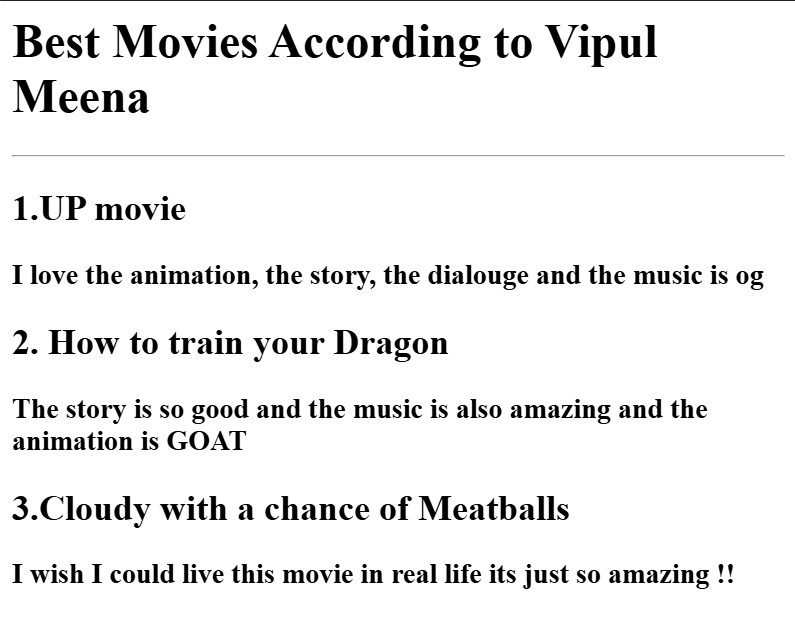 Best Movies According to Vipul
Meena
1.UP movie
I love the animation, the story, the dialouge and the music is og
2. How to train your Dragon
The story is so good and the music is also amazing and the
animation is GOAT
3.Cloudy with a chance of Meatballs
I wish I could live this movie in real life its just so amazing !!